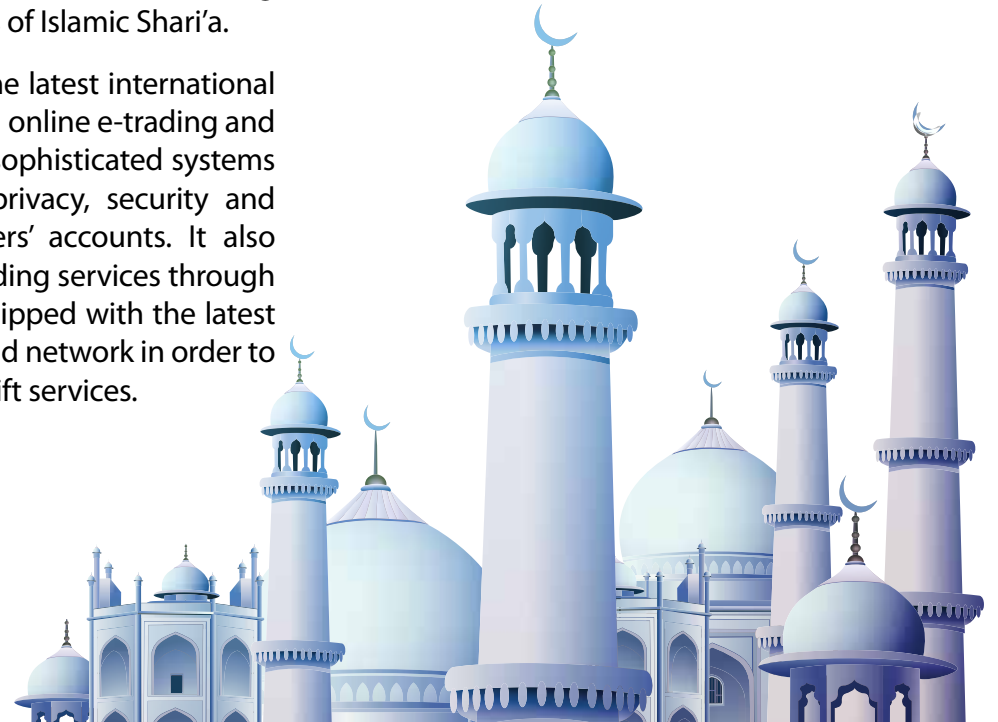 of Islamic Shari’a.
latest international
online e-trading and
sophisticated systems
privacy, security and
accounts. It also
services through
with the latest
network in order to
services.